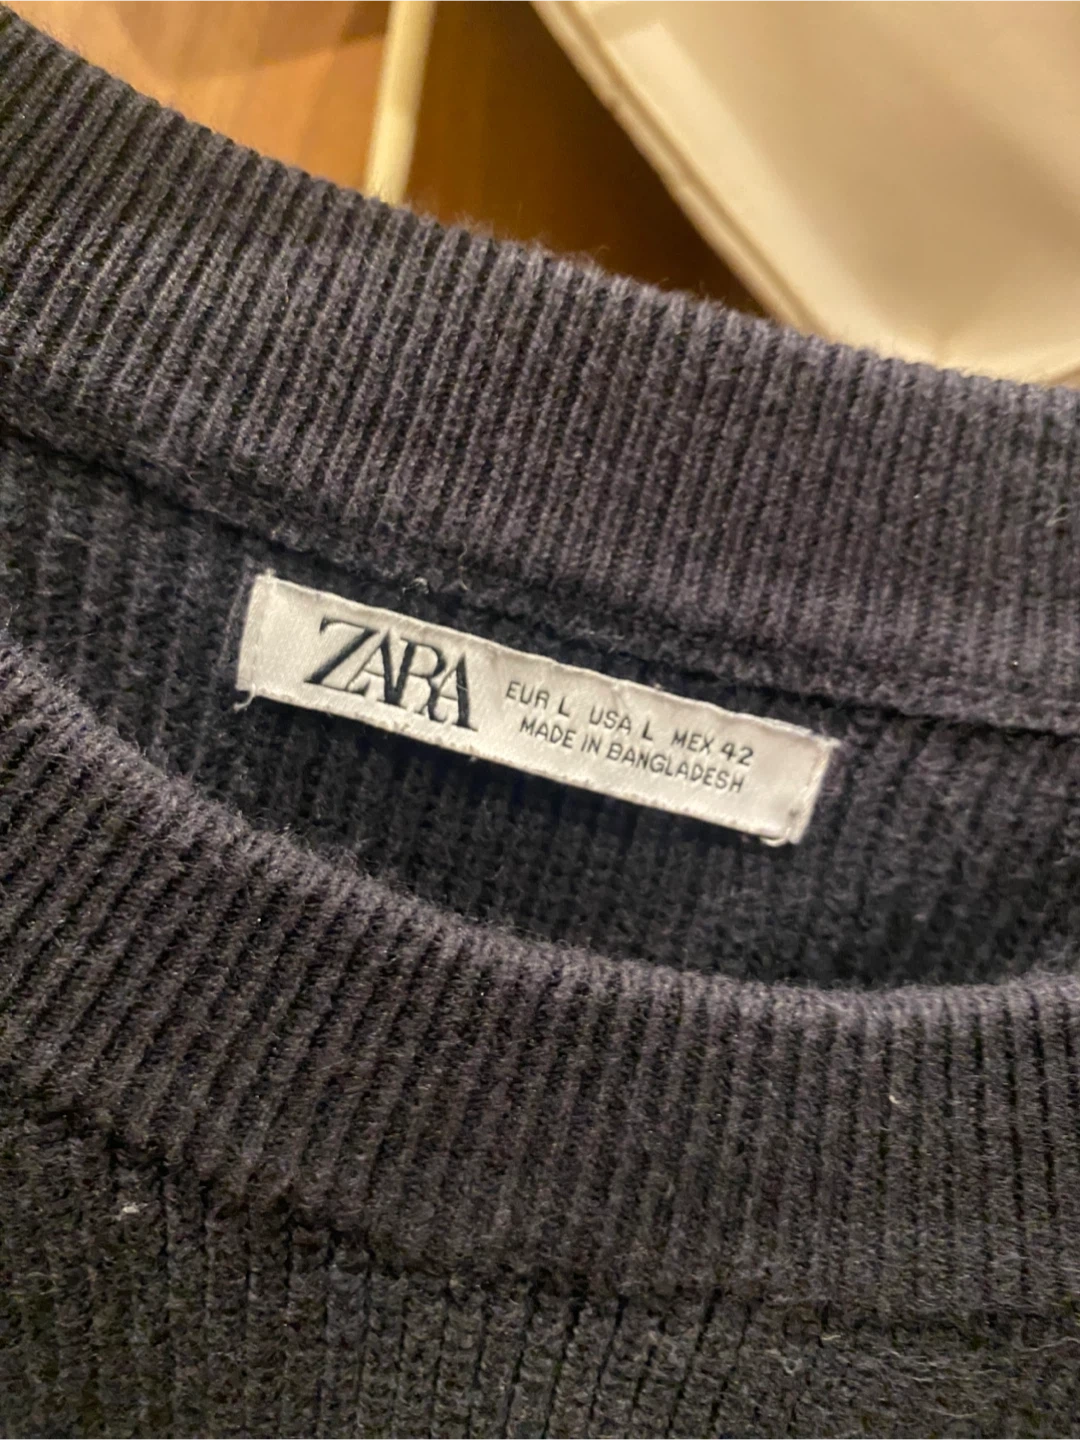 ZARA
EUR L USA L MEX 42
MADE IN BANGLADESH